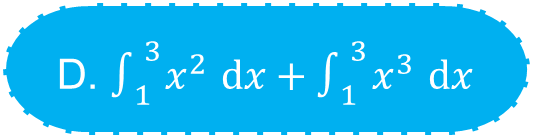 D. ∫₁³ x² dx + ∫₁³ x³ dx